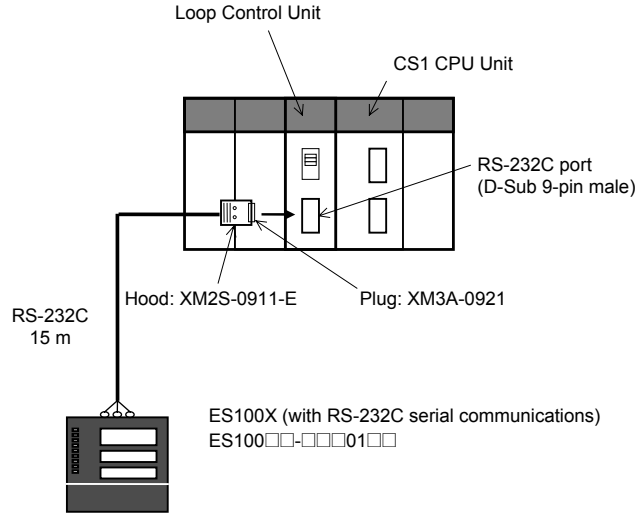 Loop Control Unit
CS1 CPU Unit
RS-232C port
(D-Sub 9-pin male)
Hood: XM2S-0911-E
Plug: XM3A-0921
RS-232C
15 m
ES100X (with RS-232C serial communications)
ES100□□-□□□01□□